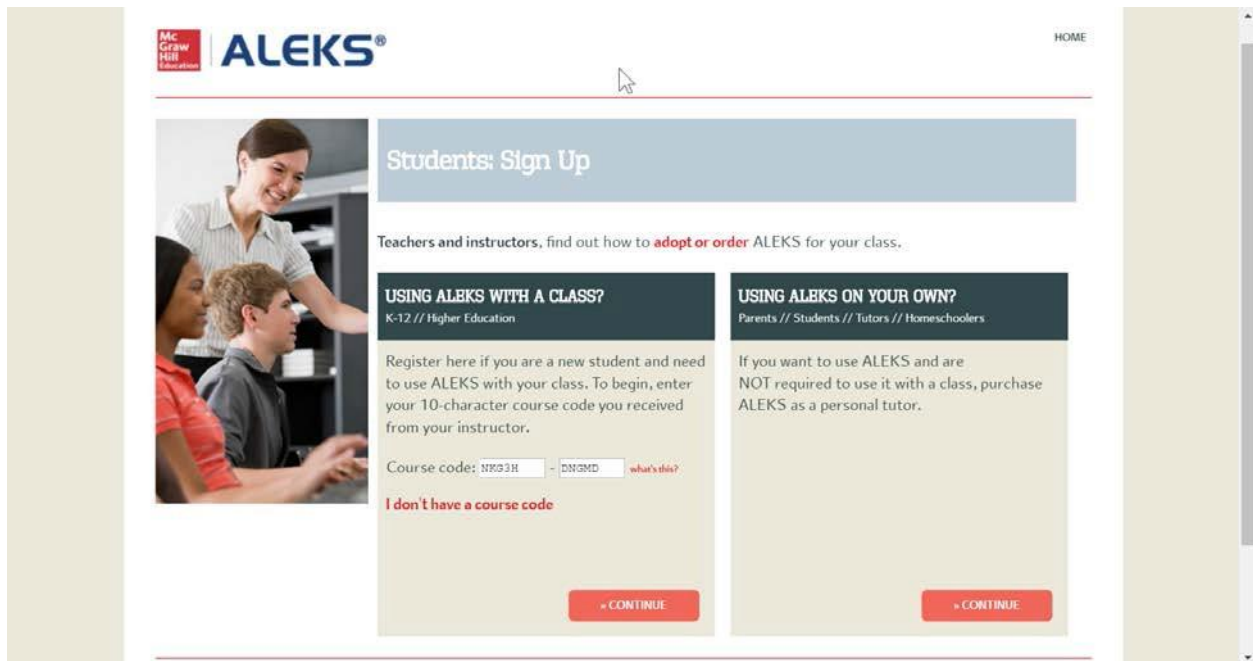 Mc
Graw
Hill
Education
ALEKS®
HOME
Students: Sign Up
Teachers and instructors, find out how to adopt or order ALEKS for your class.
USING ALEKS WITH A CLASS?
K-12 // Higher Education
Register here if you are a new student and need
to use ALEKS with your class. To begin, enter
your 10-character course code you received
from your instructor.
Course code: NKG3H - DNGMD what's this?
I don't have a course code
» CONTINUE
USING ALEKS ON YOUR OWN?
Parents // Students // Tutors // Homeschoolers
If you want to use ALEKS and are
NOT required to use it with a class, purchase
ALEKS as a personal tutor.
» CONTINUE